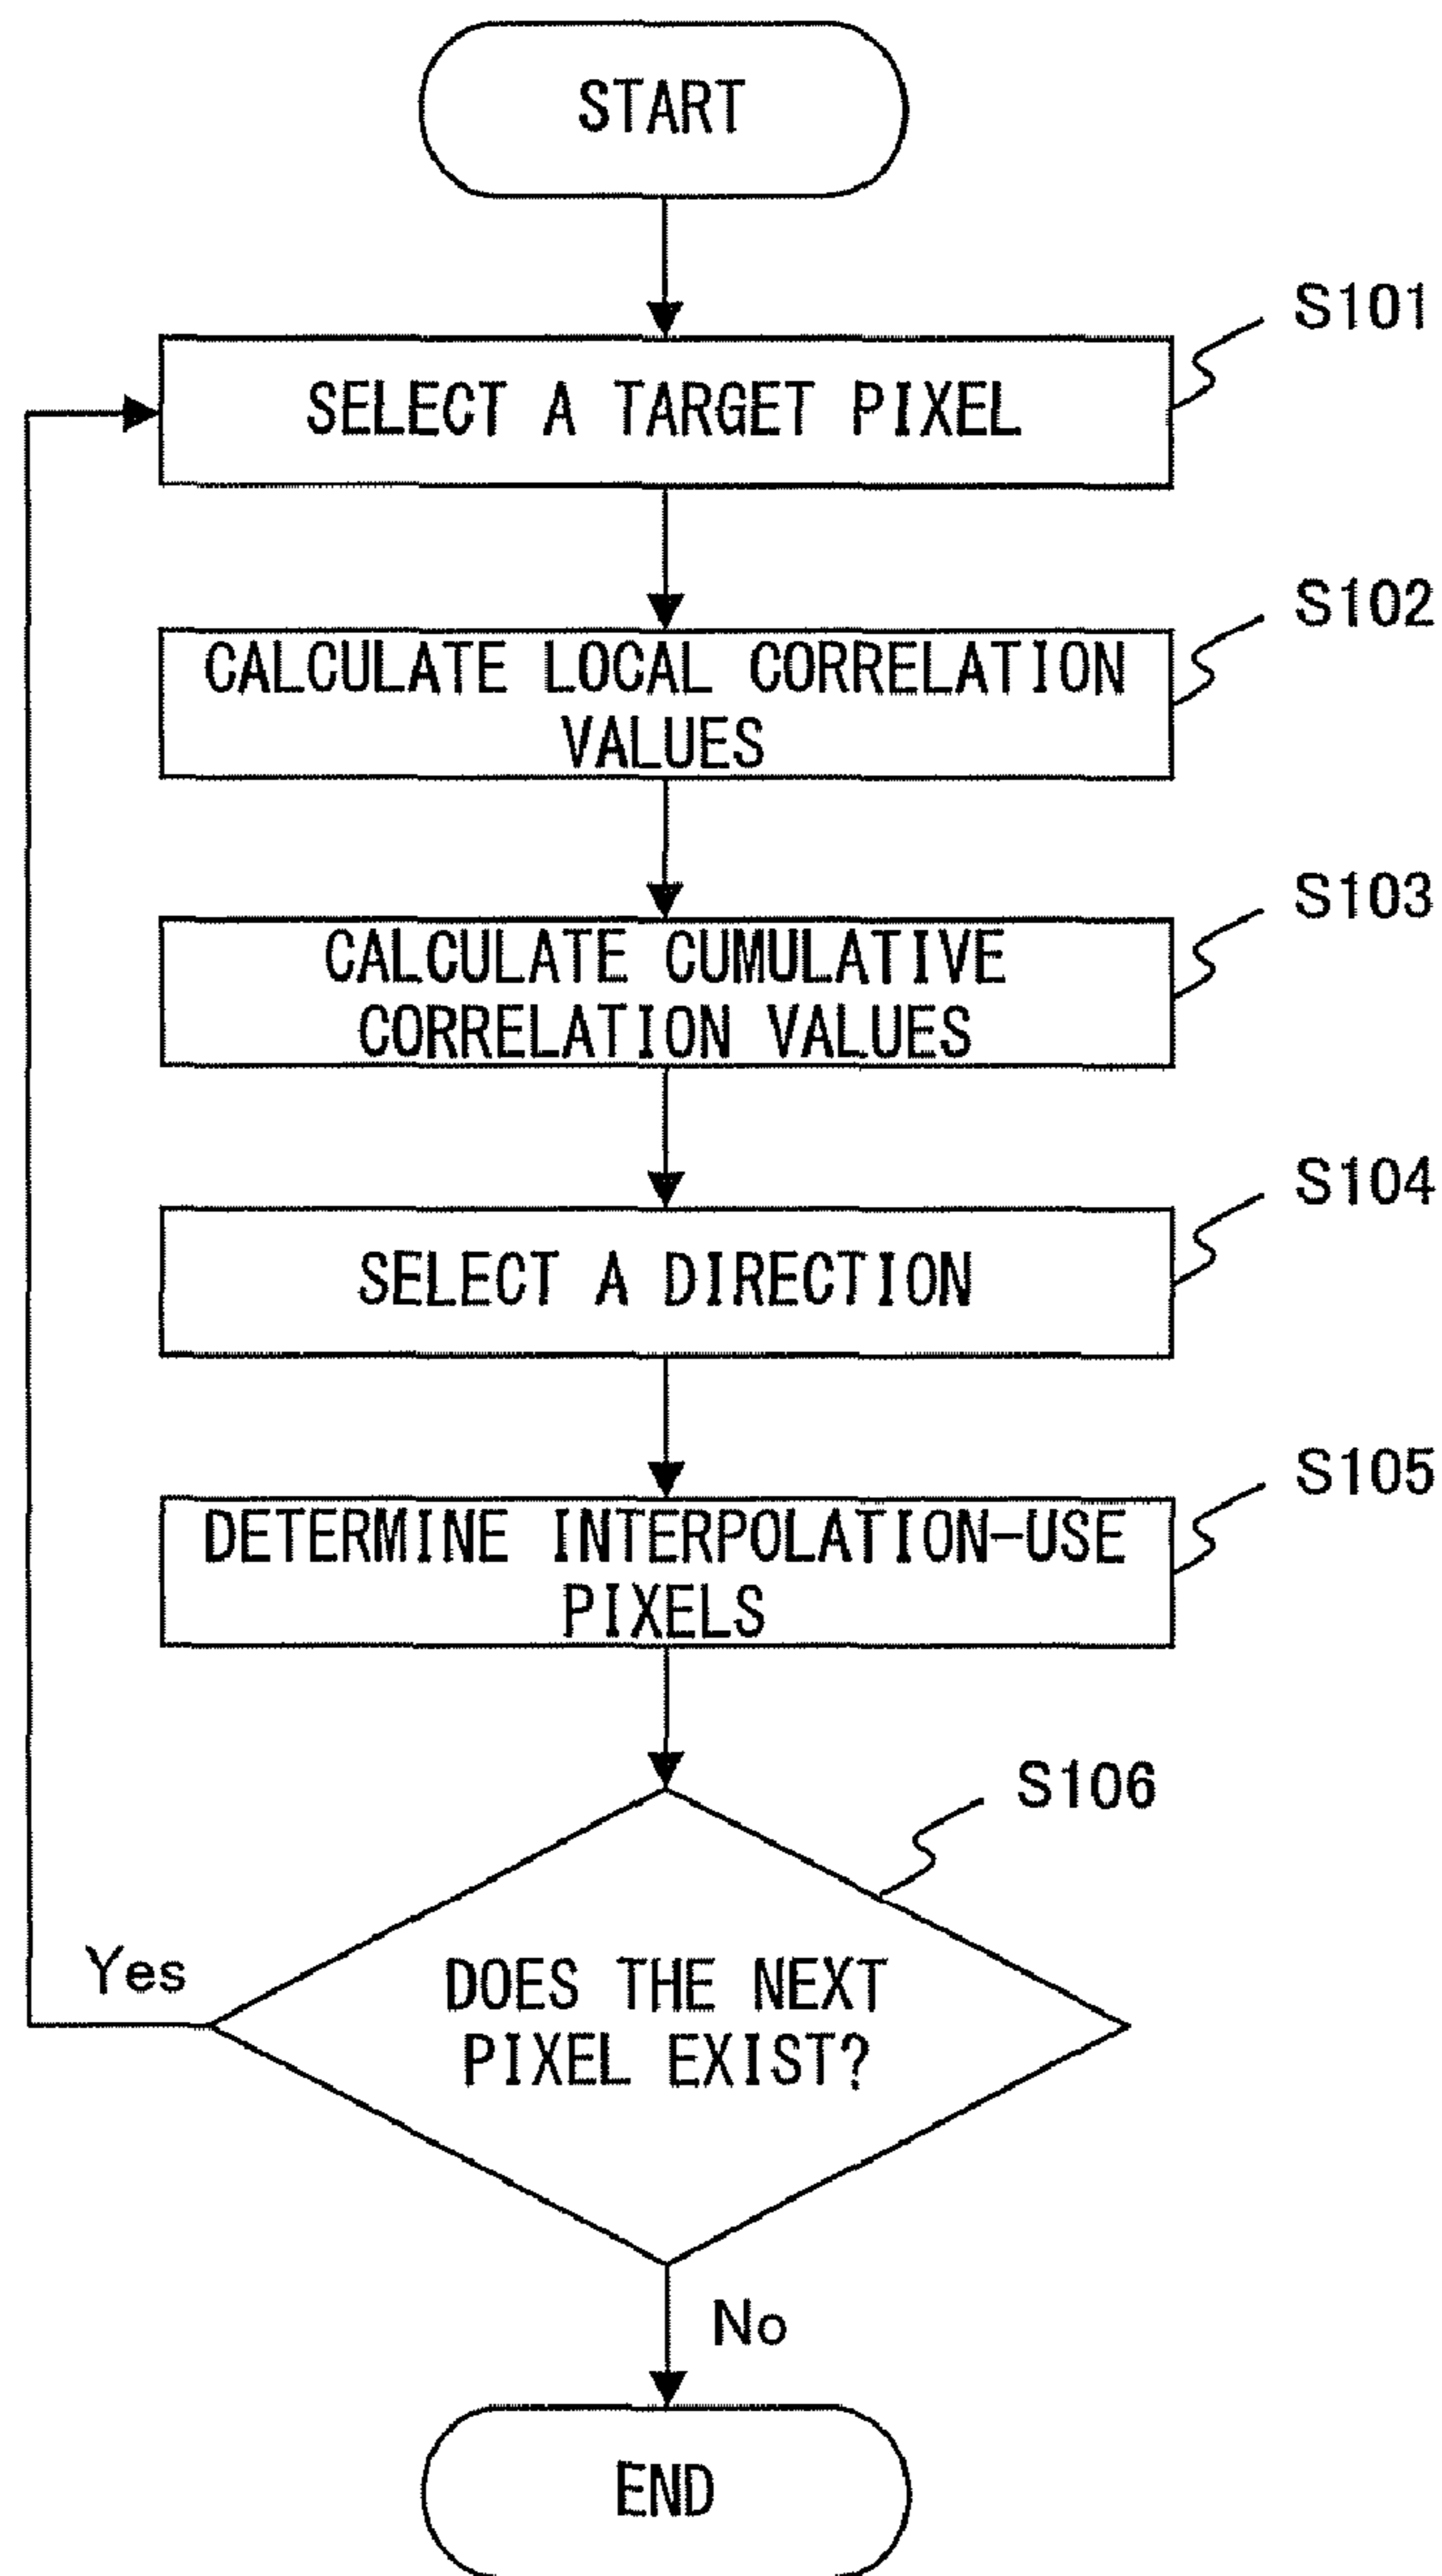 START
S101
SELECT A TARGET PIXEL
S102
CALCULATE LOCAL CORRELATION
VALUES
S103
CALCULATE CUMULATIVE
CORRELATION VALUES
S104
SELECT A DIRECTION
S105
DETERMINE INTERPOLATION-USE
PIXELS
S106
DOES THE NEXT
PIXEL EXIST?
Yes
No
END